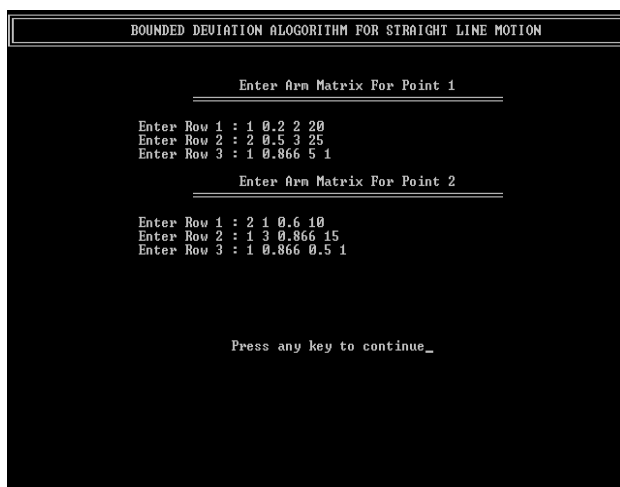 BOUNDED DEVIATION ALOGORITHM FOR STRAIGHT LINE MOTION
Enter Arm Matrix For Point 1
Enter Row 1 : 1 0.2 2 20
Enter Row 2 : 2 0.5 3 25
Enter Row 3 : 1 0.866 5 1
Enter Arm Matrix For Point 2
Enter Row 1 : 2 1 0.6 10
Enter Row 2 : 1 3 0.866 15
Enter Row 3 : 1 0.866 0.5 1
Press any key to continue_